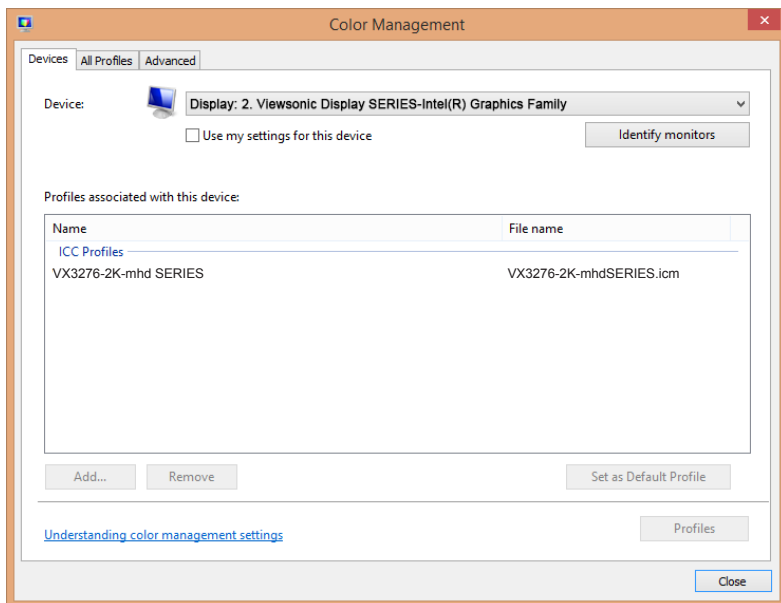 Color Management
Devices All Profiles Advanced
Device: Display: 2. Viewsonic Display SERIES-Intel(R) Graphics Family
Use my settings for this device Identify monitors
Profiles associated with this device:
Name File name
ICC Profiles
VX3276-2K-mhd SERIES VX3276-2K-mhdSERIES.icm
Add... Remove Set as Default Profile
Understanding color management settings Profiles
Close